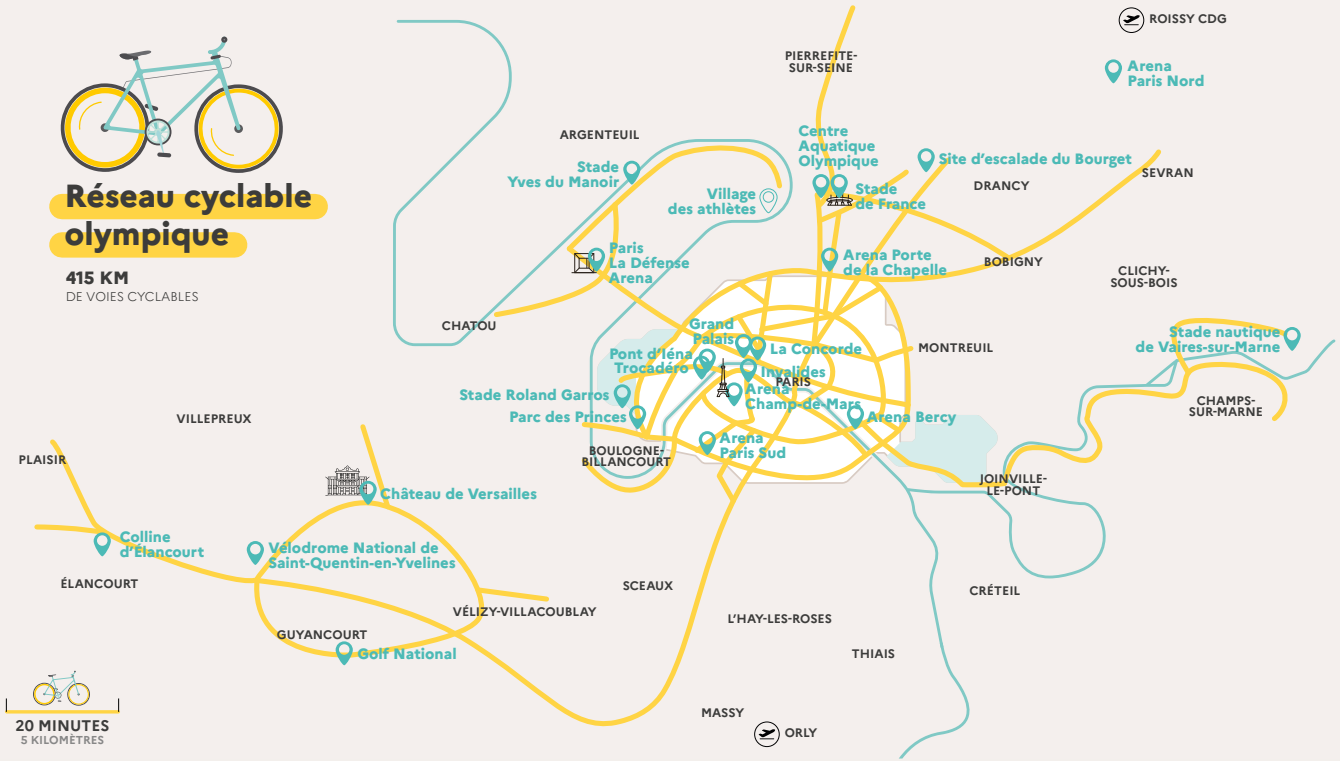 ROISSY CDG
Arena
Paris Nord
PIERREFITE-
SUR-SEINE
ARGENTEUIL
Centre
Aquatique
Olympique
Site d'escalade du Bourget
DRANCY
SEVRAN
Stade
Yves du Manoir
Village
des athlètes
Stade
de France
Réseau cyclable
olympique
415 KM
DE VOIES CYCLABLES
Paris
La Défense
Arena
Arena Porte
de la Chapelle
BOBIGNY
CLICHY-
SOUS-BOIS
CHATOU
Grand
Palais
La Concorde
MONTREUIL
Stade nautique
de Vaires-sur-Marne
Pont d'Iéna
Trocadéro
Invalides
PARIS
Arena
Champ-de-Mars
Stade Roland Garros
Parc des Princes
Arena Bercy
CHAMPS-
SUR-MARNE
VILLEPREUX
PLAISIR
BOULOGNE-
BILLANCOURT
Arena
Paris Sud
JOINVILLE-
LE-PONT
Château de Versailles
Colline
d'Élancourt
Vélodrome National de
Saint-Quentin-en-Yvelines
ÉLANCOURT
SCEAUX
CRÉTEIL
VÉLIZY-VILLACOUBLAY
L'HAY-LES-ROSES
GUYANCOURT
Golf National
THIAIS
MASSY
ORLY
20 MINUTES
5 KILOMÈTRES